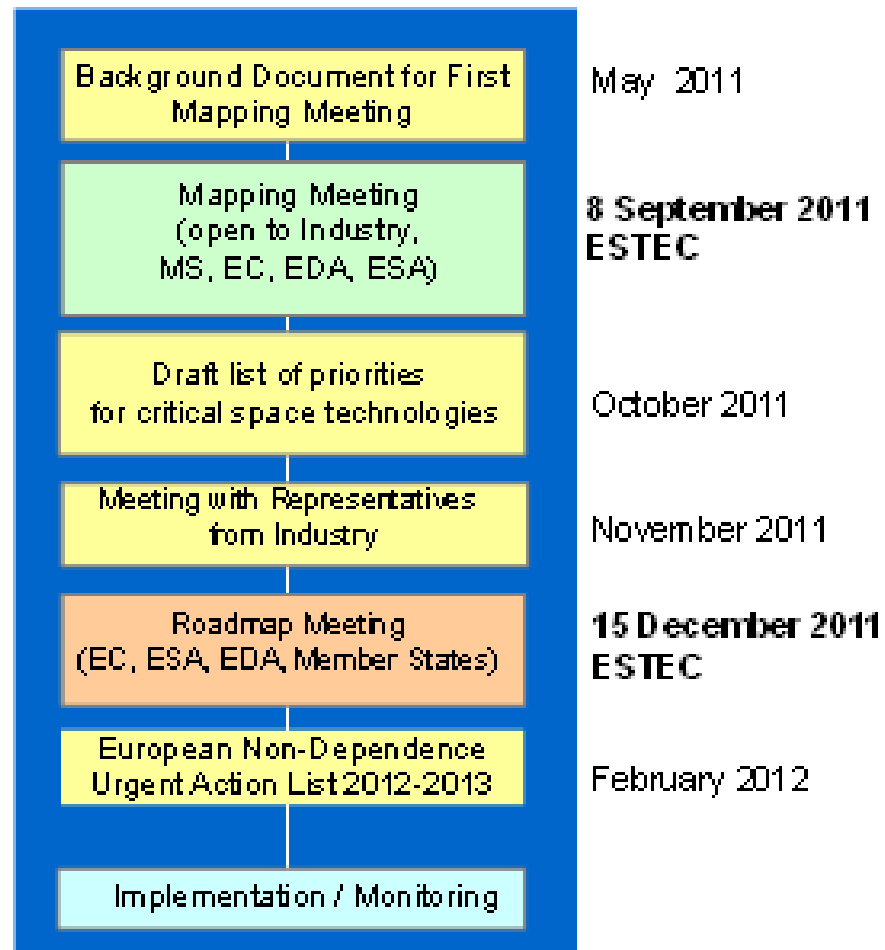 Background Document for First
Mapping Meeting
May 2011
Mapping Meeting
(open to Industry,
MS, EC, EDA, ESA)
8 September 2011
ESTEC
Draft list of priorities
for critical space technologies
October 2011
Meeting with Representatives
from Industry
November 2011
Roadmap Meeting
(EC, ESA, EDA, Member States)
15 December 2011
ESTEC
European Non-Dependence
Urgent Action List 2012-2013
February 2012
Implementation / Monitoring